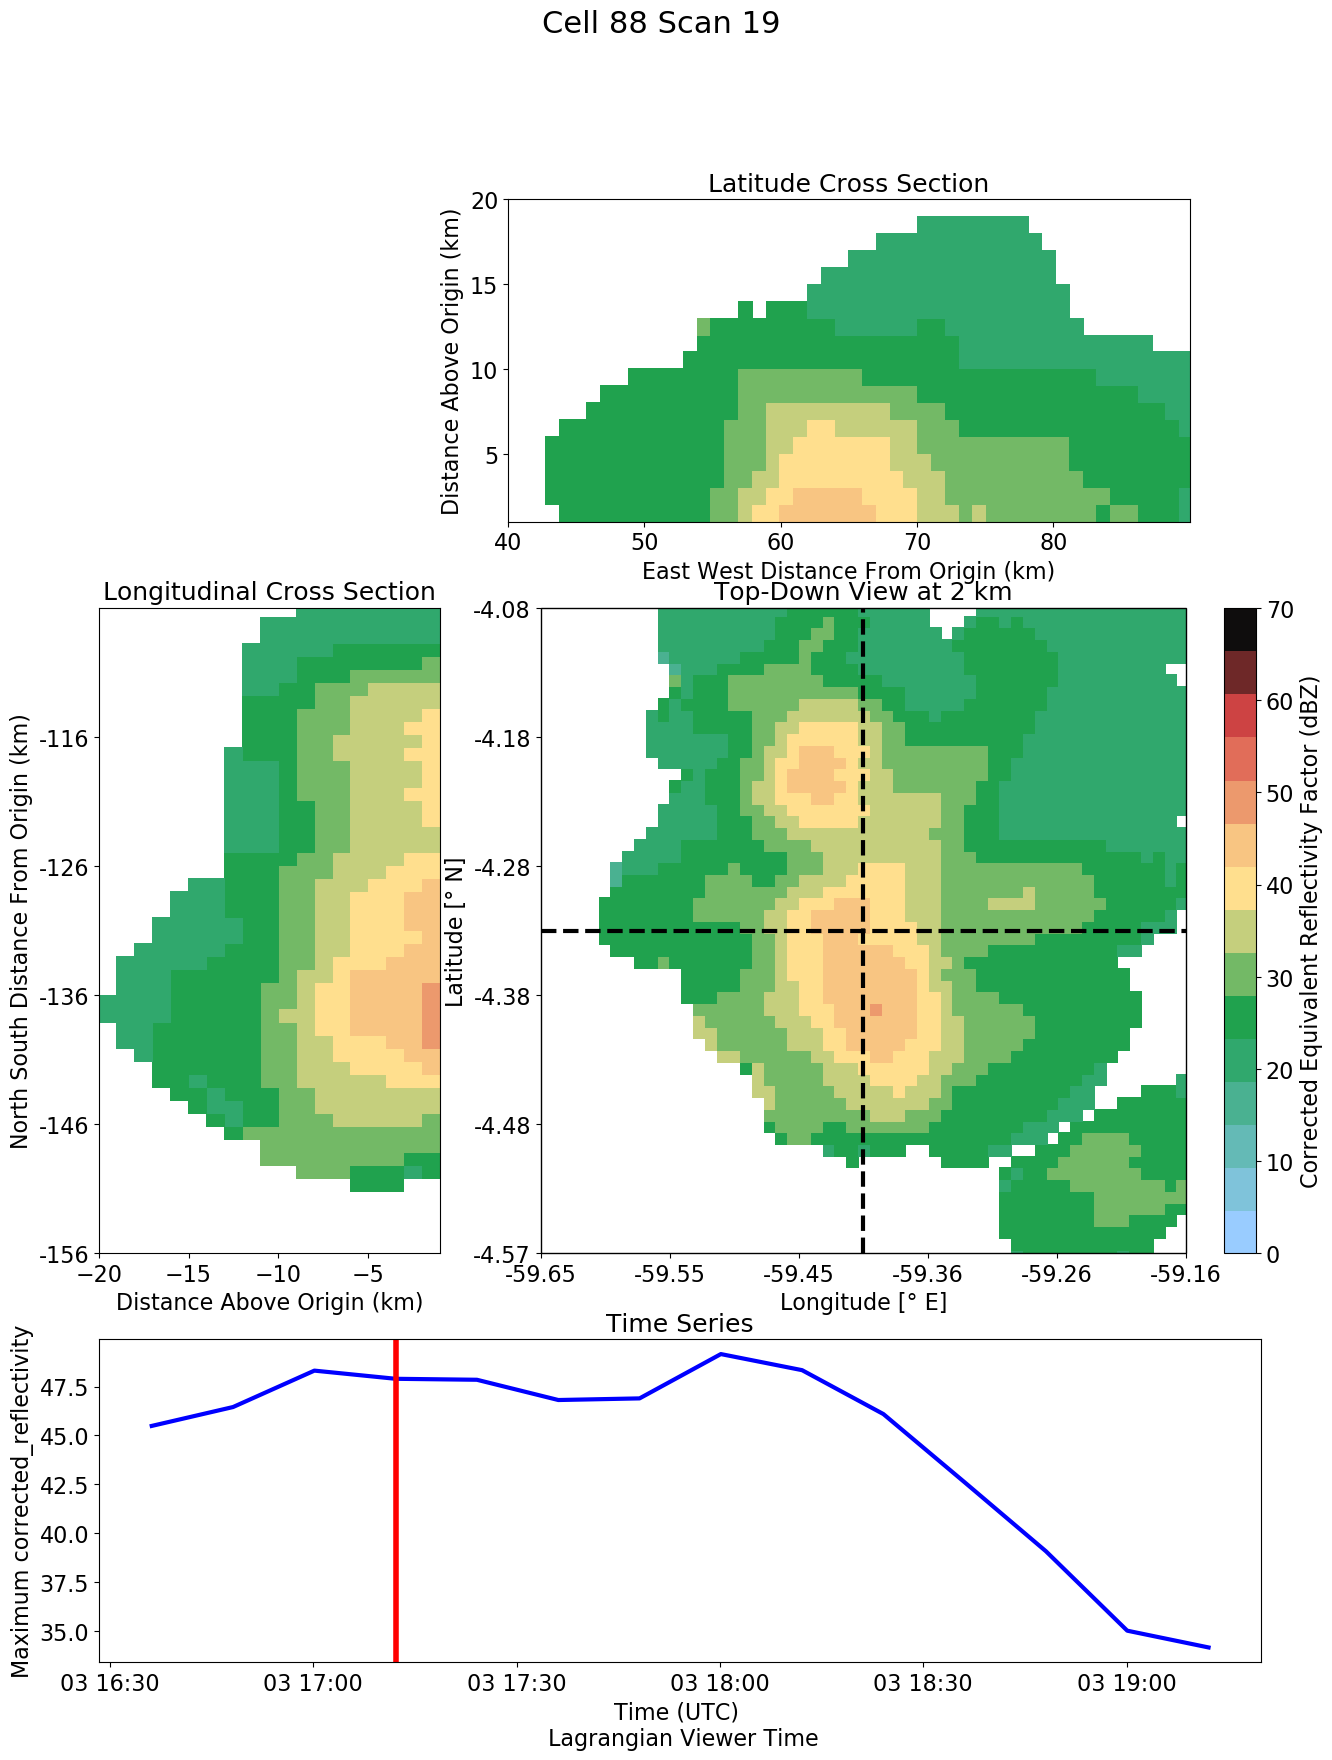 Cell 88 Scan 19
Latitude Cross Section
Distance Above Origin (km)
20
15
10
5
40 50 60 70 80
East West Distance From Origin (km)
Longitudinal Cross Section
North South Distance From Origin (km)
-116
-126
-136
-146
-156
−20 −15 −10 −5
Distance Above Origin (km)
Top-Down View at 2 km
Latitude [° N]
-4.08
-4.18
-4.28
-4.38
-4.48
-4.57
-59.65 -59.55 -59.45 -59.36 -59.26 -59.16
Longitude [° E]
70
60
50
40
30
20
10
0
Corrected Equivalent Reflectivity Factor (dBZ)
Time Series
Maximum corrected_reflectivity
47.5
45.0
42.5
40.0
37.5
35.0
03 16:30 03 17:00 03 17:30 03 18:00 03 18:30 03 19:00
Time (UTC)
Lagrangian Viewer Time